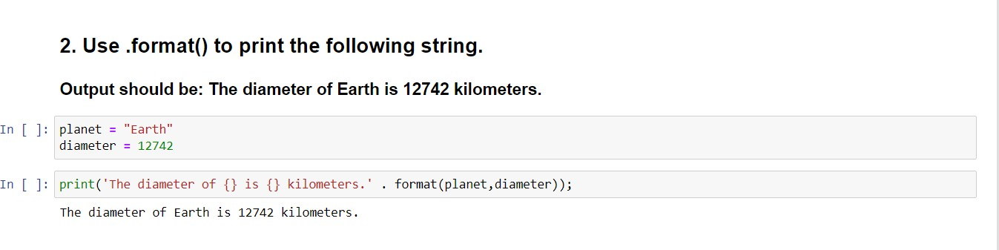 2. Use .format() to print the following string.
Output should be: The diameter of Earth is 12742 kilometers.
In [ ]: planet = "Earth"
diameter = 12742
In [ ]: print('The diameter of {} is {} kilometers.' . format(planet,diameter));
The diameter of Earth is 12742 kilometers.